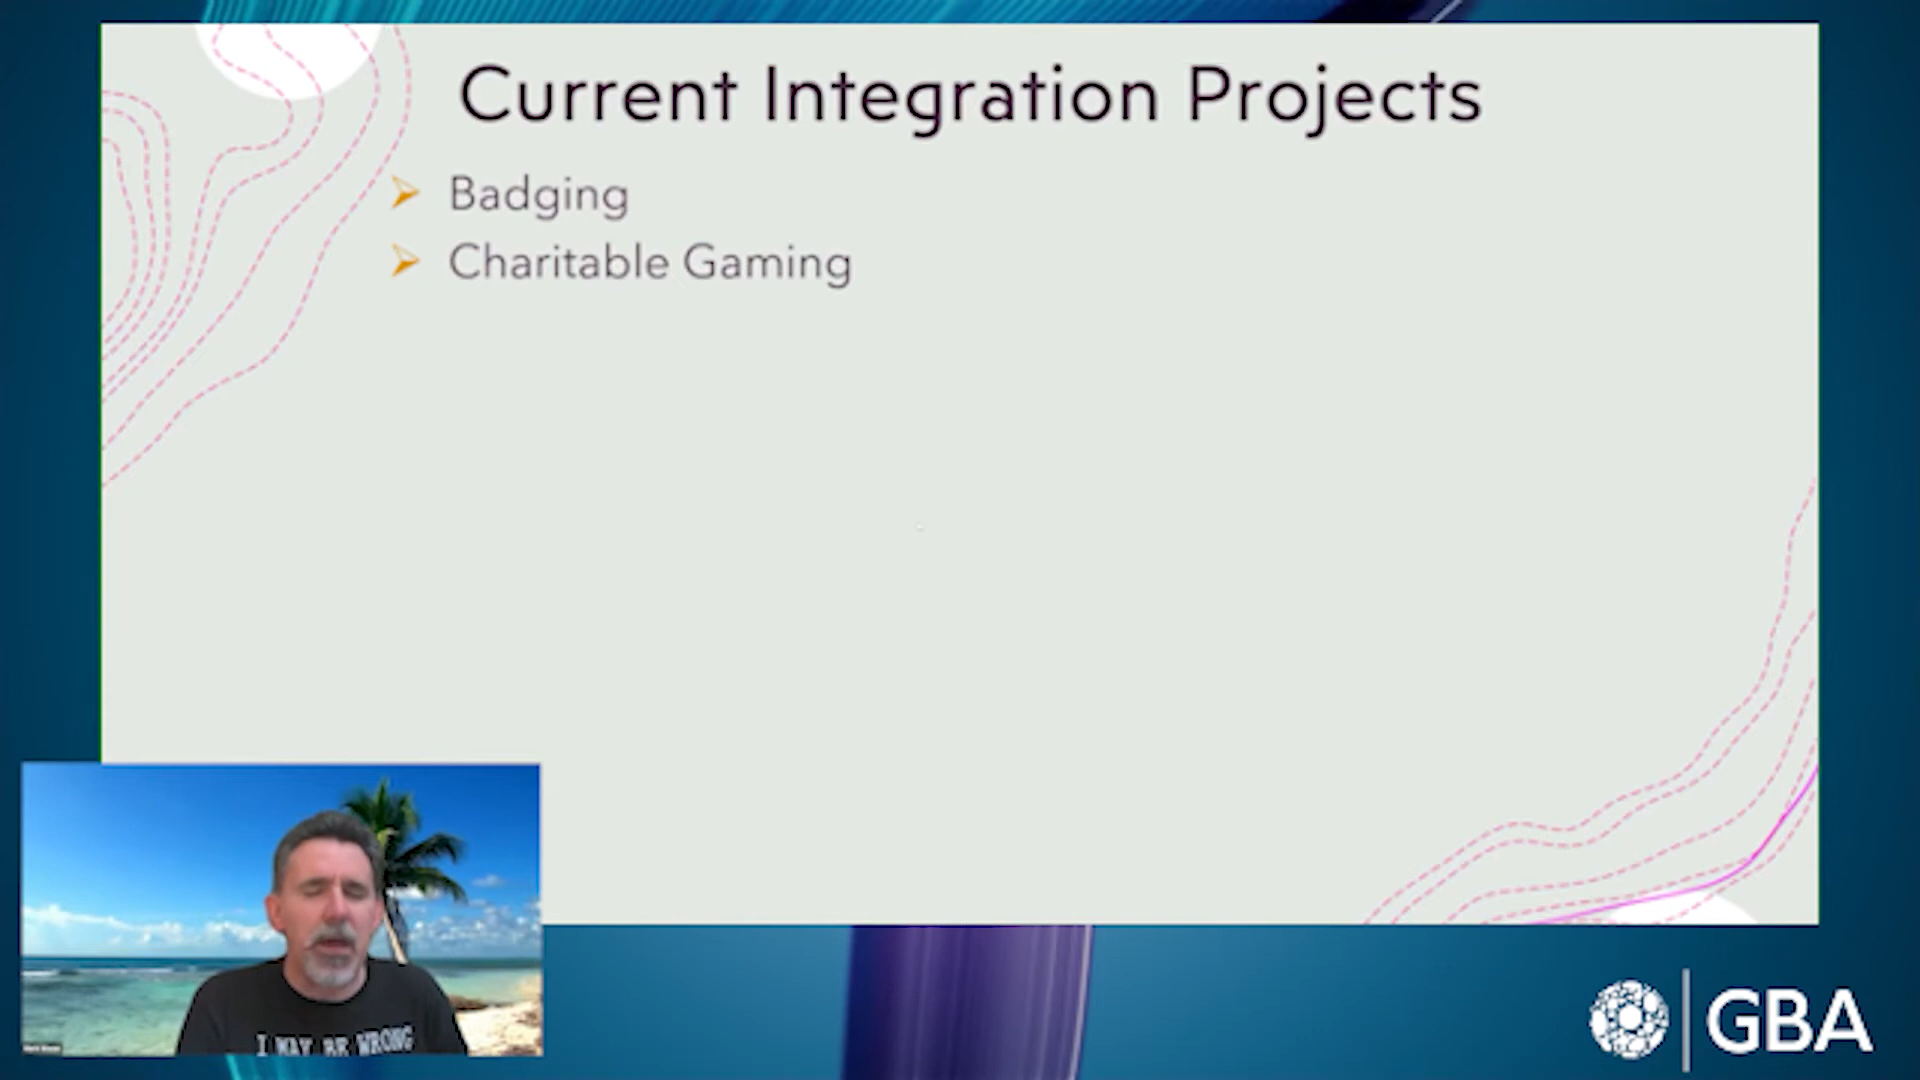 Current Integration Projects
Badging
Charitable Gaming
I MAY BE WRONG
GBA